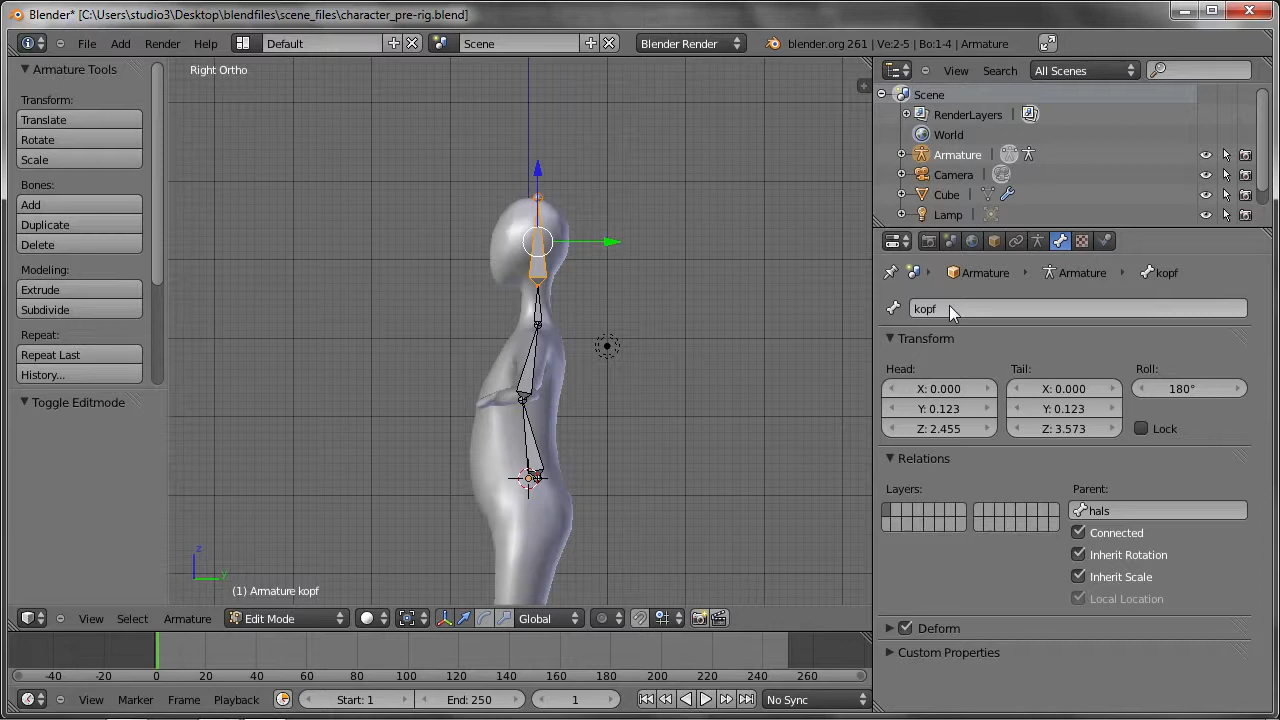 Blender* [C:\Users\studio3\Desktop\blendfiles\scene_files\character_pre-rig.blend]
File Add Render Help Default Scene Blender Render blender.org 261 | Ve:2-5 | Bo:1-4 | Armature
Armature Tools
Transform:
Translate
Rotate
Scale
Bones:
Add
Duplicate
Delete
Modeling:
Extrude
Subdivide
Repeat:
Repeat Last
History...
Toggle Editmode
Right Ortho
z
y
(1) Armature kopf
View Select Armature Edit Mode Global
-40 -20 0 20 40 60 80 100 120 140 160 180 200 220 240 260
View Marker Frame Playback Start: 1 End: 250 1 No Sync
View Search All Scenes
Scene
RenderLayers
World
Armature
Camera
Cube
Lamp
Armature Armature kopf
kopf
Transform
Head: Tail: Roll:
X: 0.000 X: 0.000 180°
Y: 0.123 Y: 0.123
Z: 2.455 Z: 3.573 Lock
Relations
Layers: Parent:
hals
Connected
Inherit Rotation
Inherit Scale
Local Location
Deform
Custom Properties